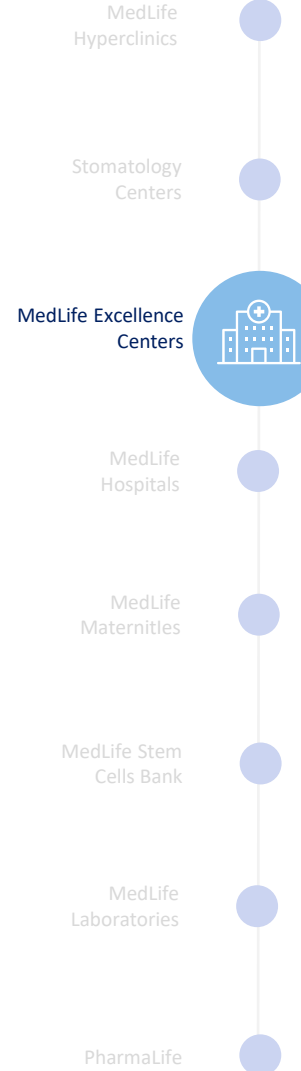 MedLife
Hyperclinics
Stomatology
Centers
MedLife Excellence
Centers
MedLife
Hospitals
MedLife
MaternitIes
MedLife Stem
Cells Bank
MedLife
Laboratories
PharmaLife